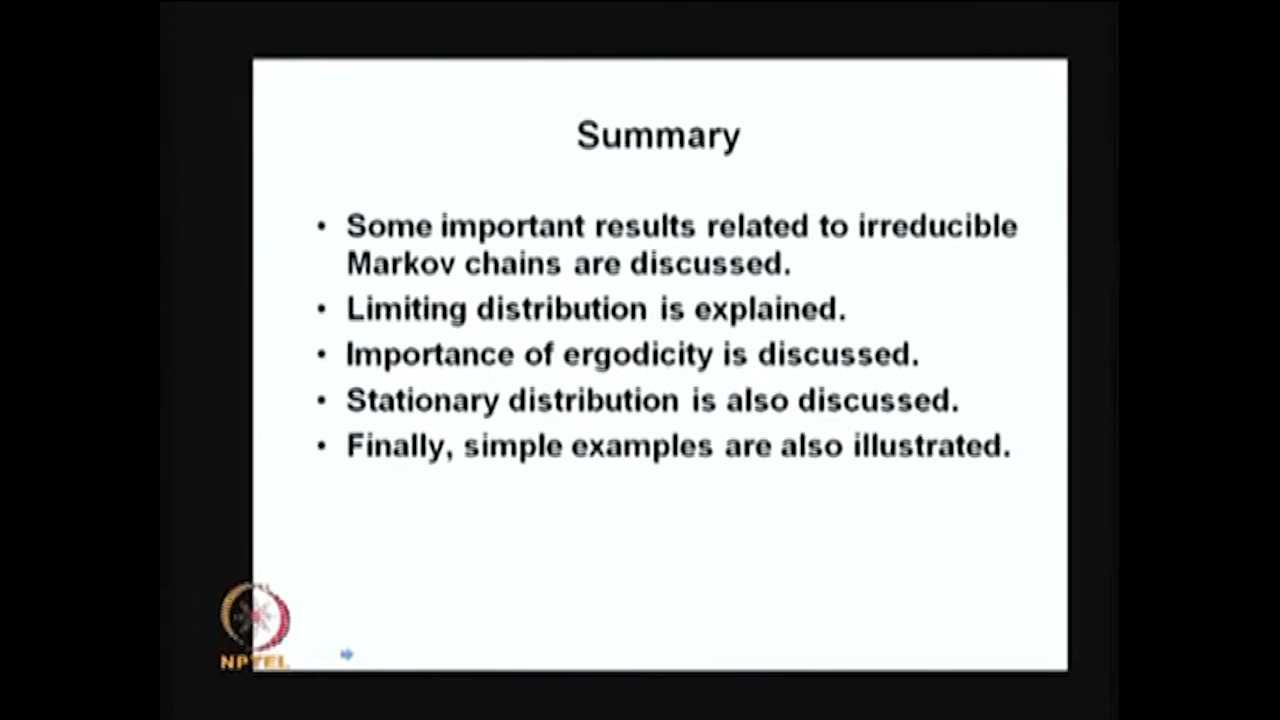 Summary
• Some important results related to irreducible
Markov chains are discussed.
• Limiting distribution is explained.
• Importance of ergodicity is discussed.
• Stationary distribution is also discussed.
• Finally, simple examples are also illustrated.
NPTEL